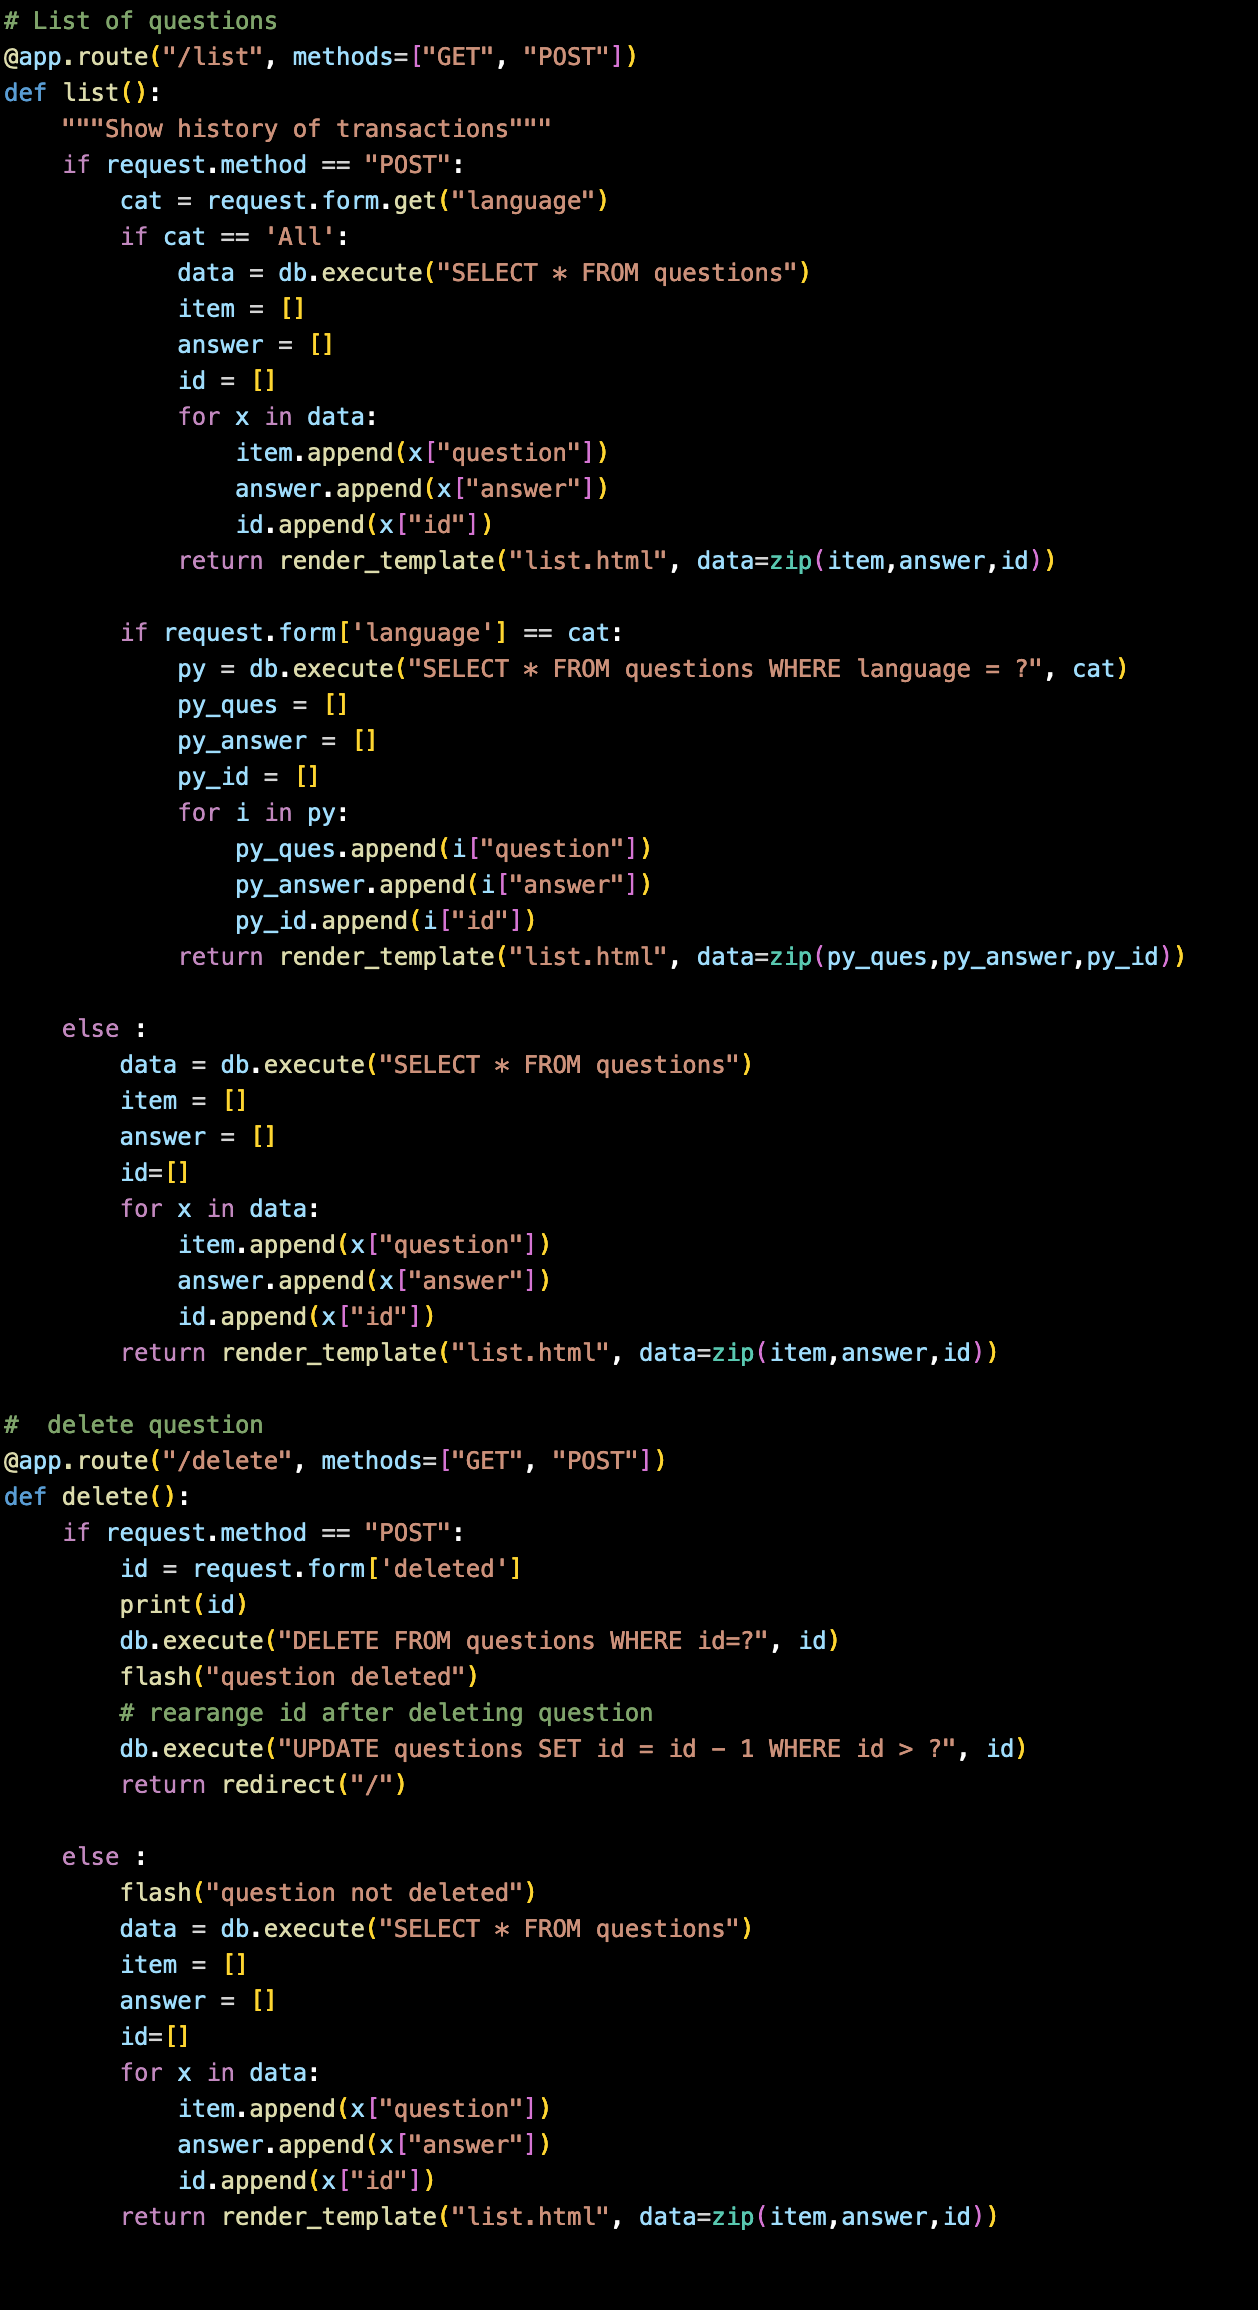 # List of questions
@app.route("/list", methods=["GET", "POST"])
def list():
    """Show history of transactions"""
    if request.method == "POST":
        cat = request.form.get("language")
        if cat == 'All':
            data = db.execute("SELECT * FROM questions")
            item = []
            answer = []
            id = []
            for x in data:
                item.append(x["question"])
                answer.append(x["answer"])
                id.append(x["id"])
            return render_template("list.html", data=zip(item,answer,id))

        if request.form['language'] == cat:
            py = db.execute("SELECT * FROM questions WHERE language = ?", cat)
            py_ques = []
            py_answer = []
            py_id = []
            for i in py:
                py_ques.append(i["question"])
                py_answer.append(i["answer"])
                py_id.append(i["id"])
            return render_template("list.html", data=zip(py_ques,py_answer,py_id))

    else :
        data = db.execute("SELECT * FROM questions")
        item = []
        answer = []
        id=[]
        for x in data:
            item.append(x["question"])
            answer.append(x["answer"])
            id.append(x["id"])
        return render_template("list.html", data=zip(item,answer,id))

#  delete question
@app.route("/delete", methods=["GET", "POST"])
def delete():
    if request.method == "POST":
        id = request.form['deleted']
        print(id)
        db.execute("DELETE FROM questions WHERE id=?", id)
        flash("question deleted")
        # rearange id after deleting question
        db.execute("UPDATE questions SET id = id - 1 WHERE id > ?", id)
        return redirect("/")

    else :
        flash("question not deleted")
        data = db.execute("SELECT * FROM questions")
        item = []
        answer = []
        id=[]
        for x in data:
            item.append(x["question"])
            answer.append(x["answer"])
            id.append(x["id"])
        return render_template("list.html", data=zip(item,answer,id))